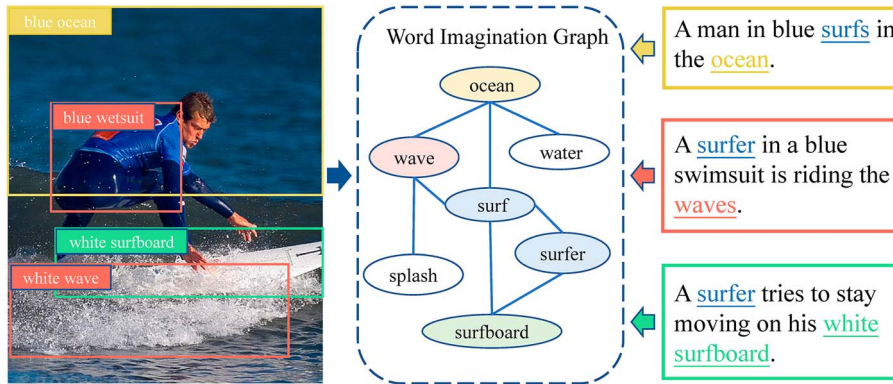 blue ocean
blue wetsuit
white surfboard
white wave
Word Imagination Graph
ocean
wave
water
surf
surfer
splash
surfboard
A man in blue surfs in
the ocean.
A surfer in a blue
swimsuit is riding the
waves.
A surfer tries to stay
moving on his white
surfboard.